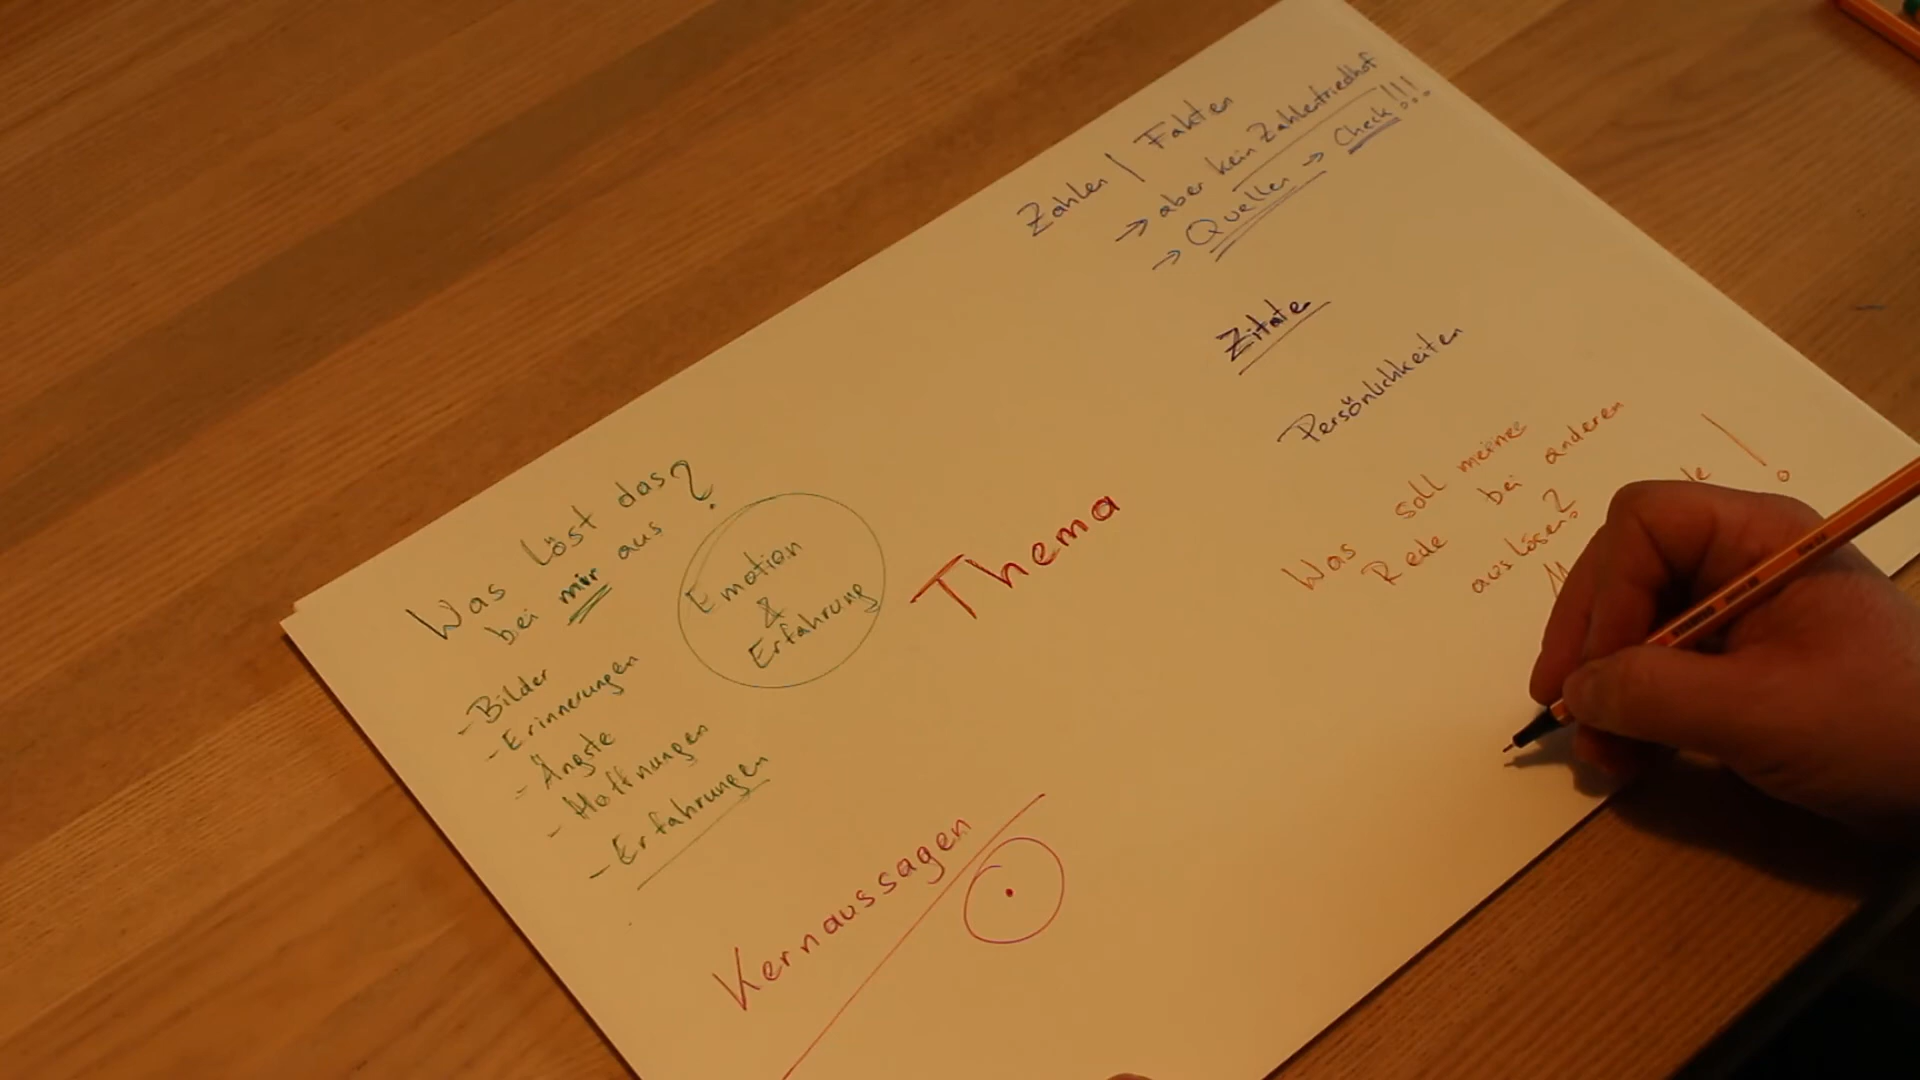 Zahlen | Fakten
→ aber kein Zahlenfriedhof
→ Quellen → Check!!!
Zitate
Persönlichkeiten
Was soll meine
Rede bei anderen
auslösen?
Was löst das
bei mir aus?
- Bilder
- Erinnerungen
- Ängste
- Hoffnungen
- Erfahrungen
Emotion
&
Erfahrung
Thema
Kernaussagen